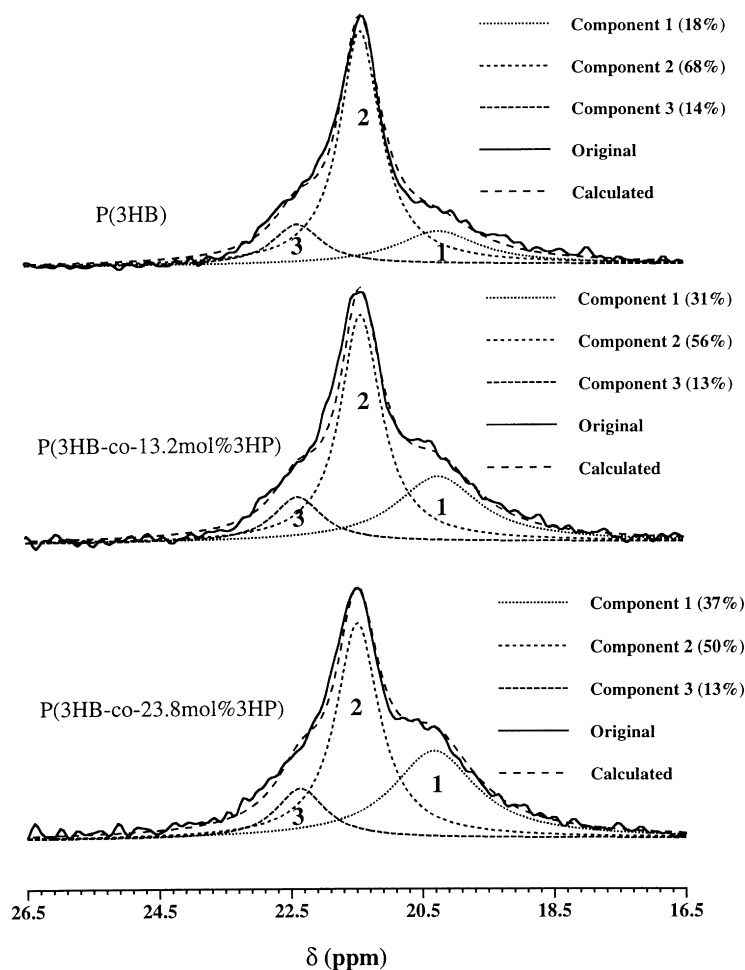 Component 1 (18%)
Component 2 (68%)
2
Component 3 (14%)
Original
Calculated
P(3HB)
3
1
Component 1 (31%)
Component 2 (56%)
Component 3 (13%)
2
Original
P(3HB-co-13.2mol%3HP)
Calculated
1
3
Component 1 (37%)
Component 2 (50%)
Component 3 (13%)
P(3HB-co-23.8mol%3HP)
2
Original
Calculated
1
3
26.5 24.5 22.5 20.5 18.5 16.5
δ (ppm)